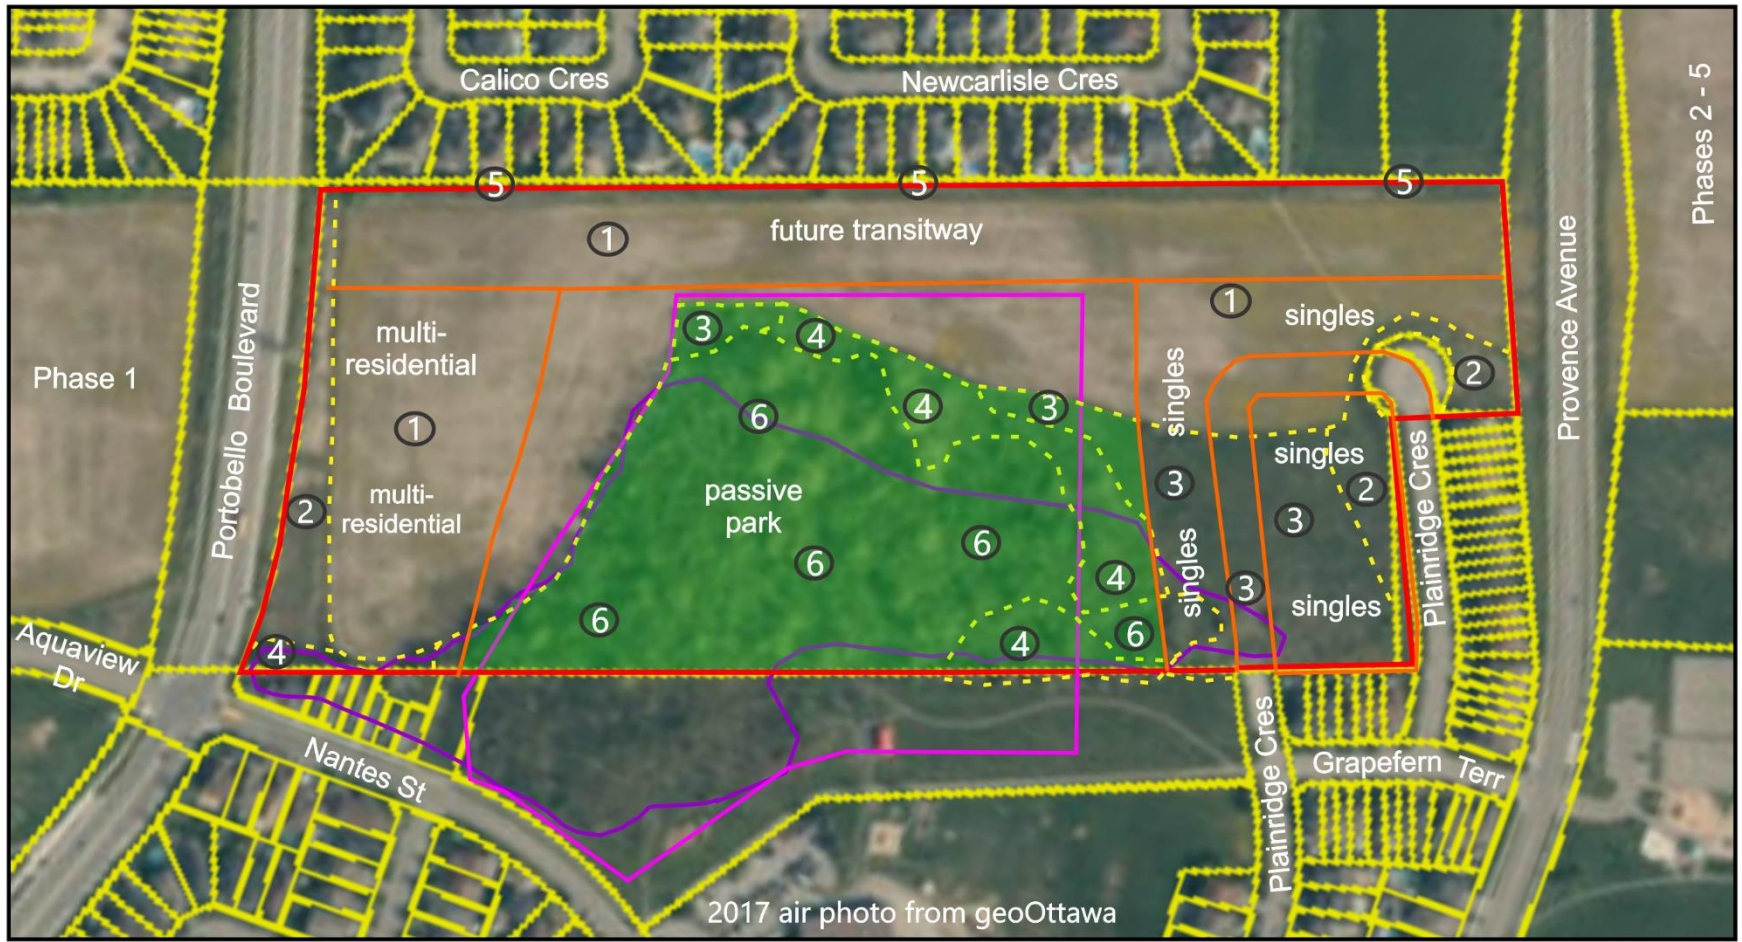 Calico Cres
Newcarlisle Cres
Phases 2 - 5
5
5
5
1
future transitway
Portobello Boulevard
Provence Avenue
Phase 1
multi-
residential
1
multi-
residential
2
3
4
4
3
6
passive
park
6
6
6
4
4
6
1
singles
singles
2
singles
3
singles
2
3
singles
3
singles
Plainridge Cres
4
Aquaview
Dr
Nantes St
Plainridge Cres
Grapefern Terr
2017 air photo from geoOttawa